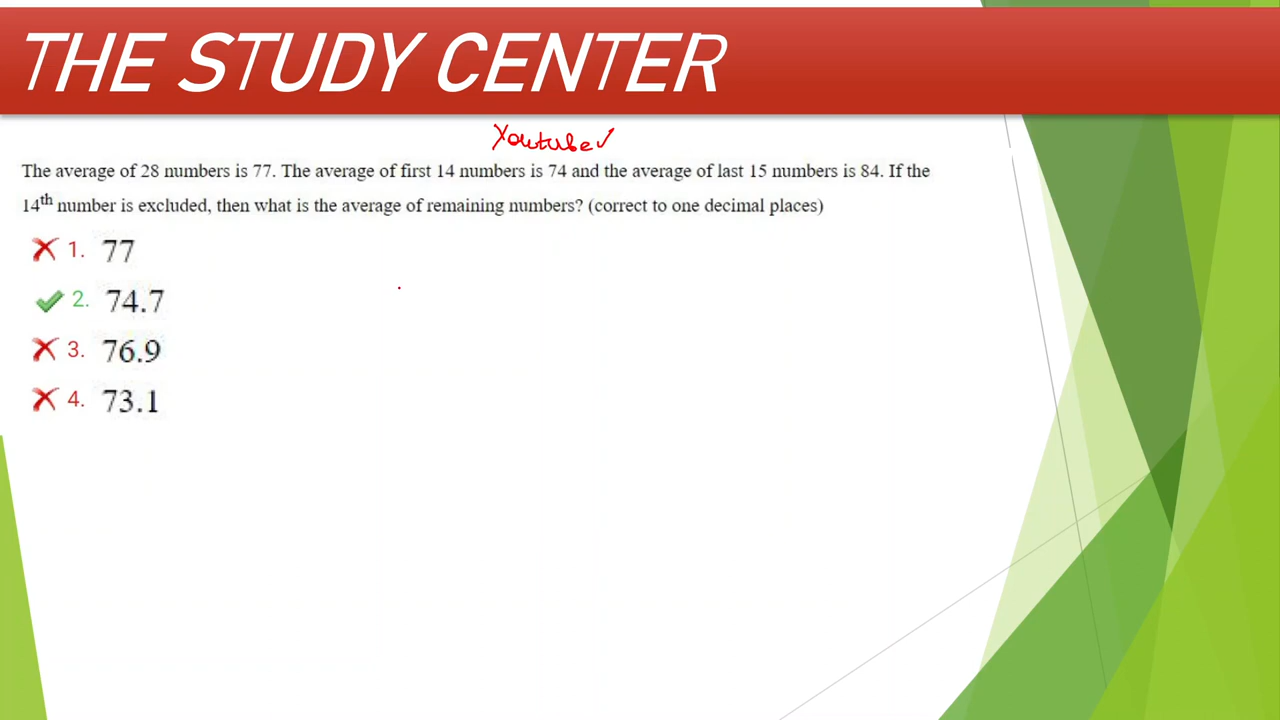 THE STUDY CENTER
Youtube✓
The average of 28 numbers is 77. The average of first 14 numbers is 74 and the average of last 15 numbers is 84. If the
14th number is excluded, then what is the average of remaining numbers? (correct to one decimal places)
1. 77
2. 74.7
3. 76.9
4. 73.1